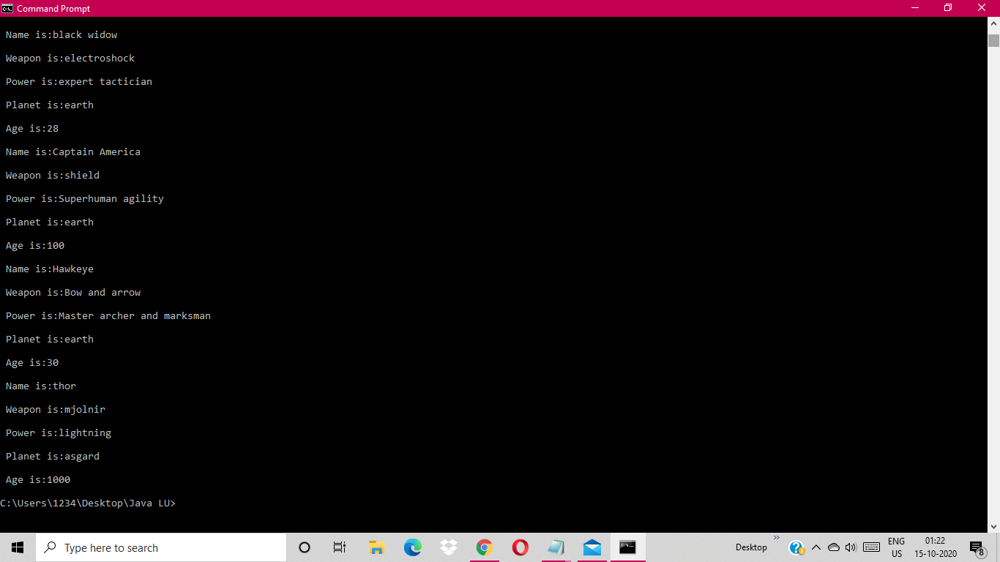 Command Prompt
Name is:black widow
Weapon is:electroshock
Power is:expert tactician
Planet is:earth
Age is:28
Name is:Captain America
Weapon is:shield
Power is:Superhuman agility
Planet is:earth
Age is:100
Name is:Hawkeye
Weapon is:Bow and arrow
Power is:Master archer and marksman
Planet is:earth
Age is:30
Name is:thor
Weapon is:mjolnir
Power is:lightning
Planet is:asgard
Age is:1000
C:\Users\1234\Desktop\Java LU>
Type here to search
Desktop
ENG
US
01:22
15-10-2020
8